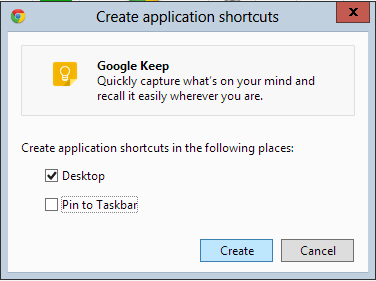 Create application shortcuts
x
Google Keep
Quickly capture what's on your mind and
recall it easily wherever you are.
Create application shortcuts in the following places:
Desktop
Pin to Taskbar
Create
Cancel